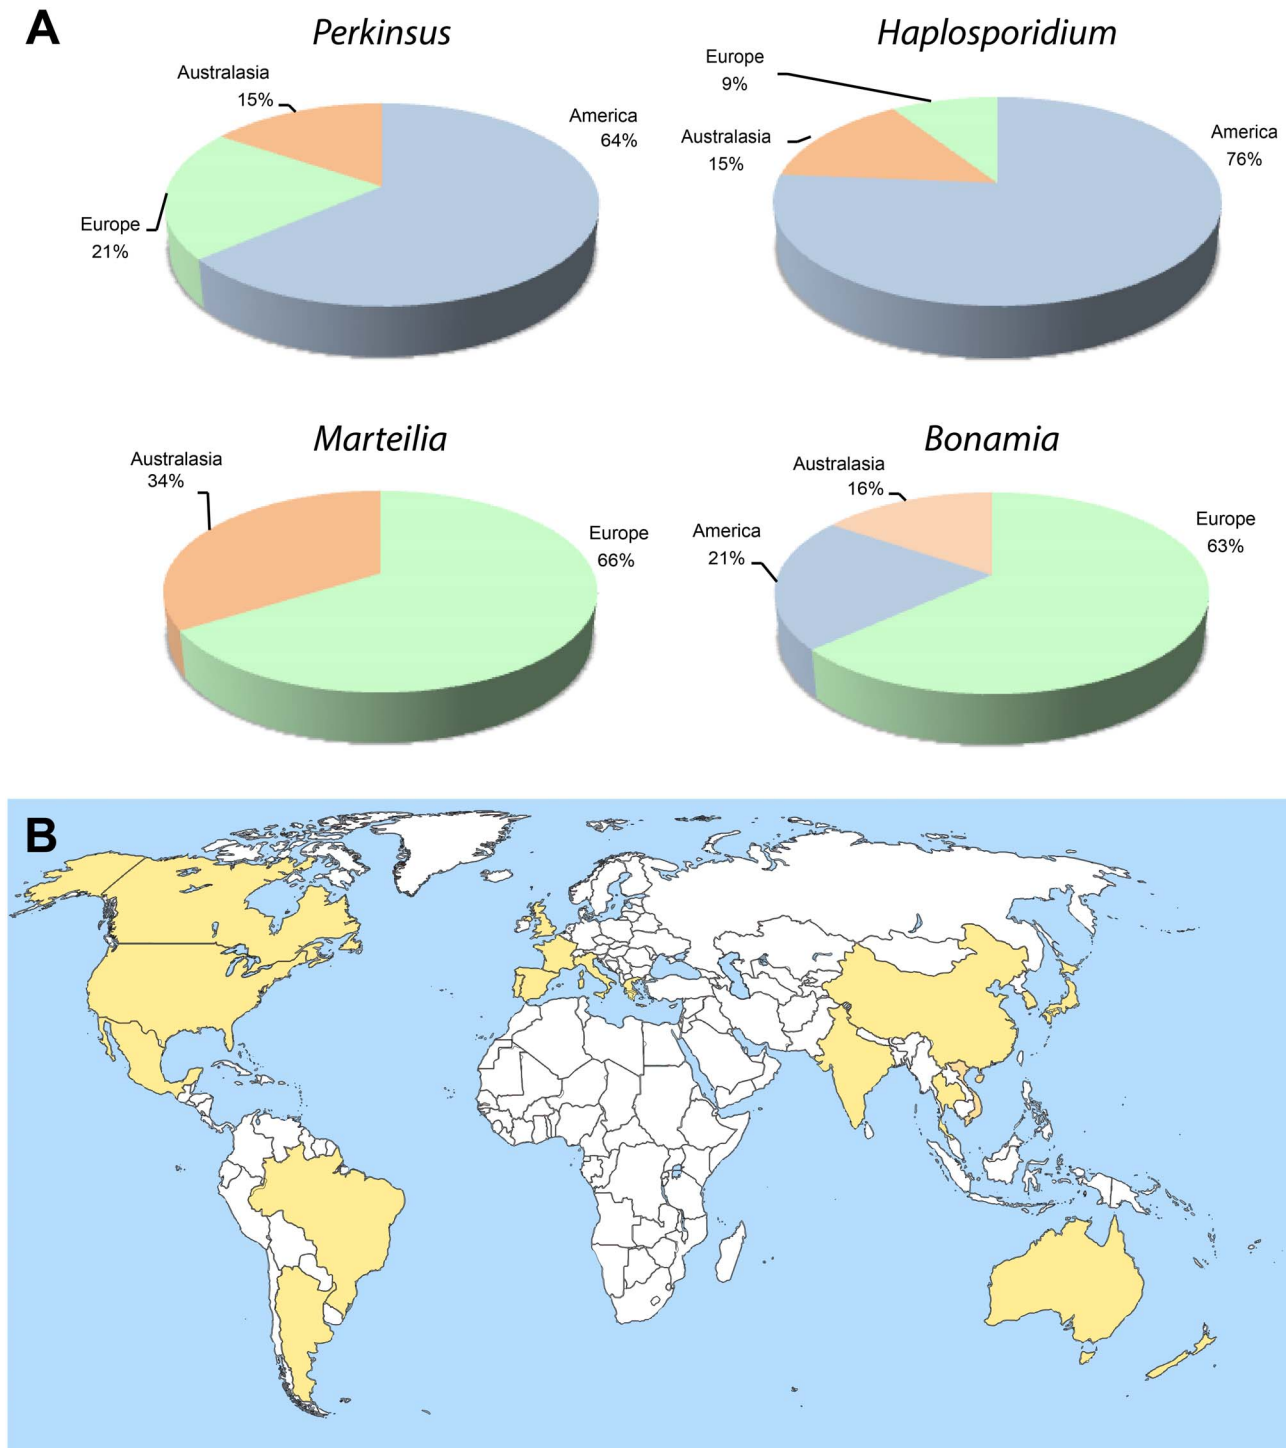 A
Perkinsus
Australasia
15%
America
64%
Europe
21%
Haplosporidium
Europe
9%
Australasia
15%
America
76%
Marteilia
Australasia
34%
Europe
66%
Bonamia
Australasia
16%
America
21%
Europe
63%
B